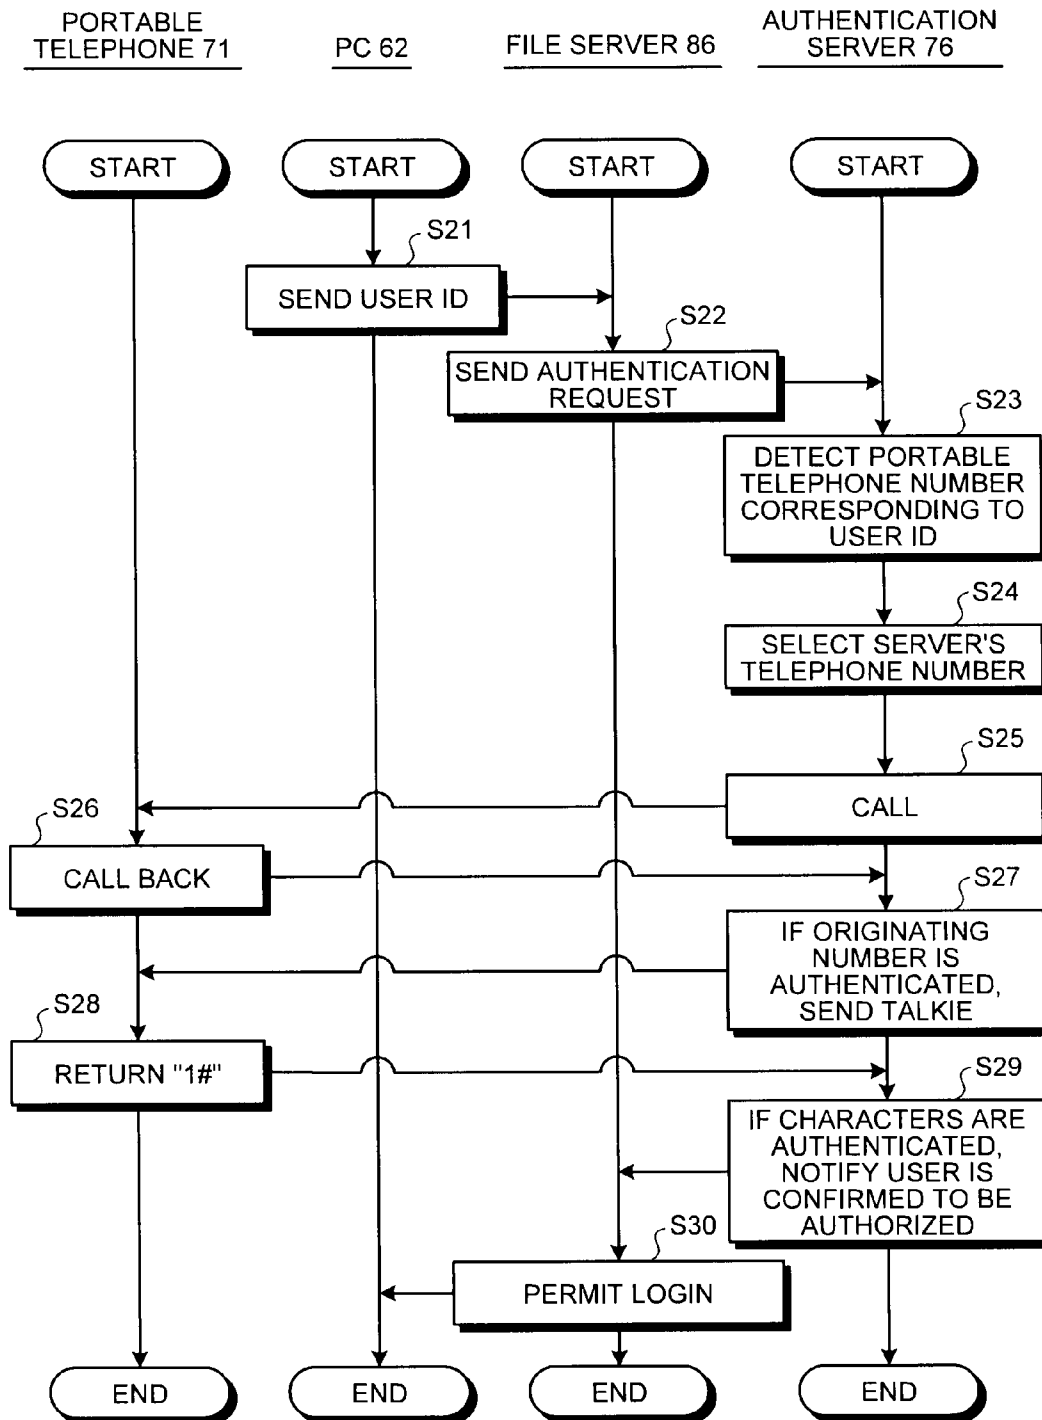 PORTABLE
TELEPHONE 71
PC 62
FILE SERVER 86
AUTHENTICATION
SERVER 76
START
START
START
START
S21
SEND USER ID
S22
SEND AUTHENTICATION
REQUEST
S23
DETECT PORTABLE
TELEPHONE NUMBER
CORRESPONDING TO
USER ID
S24
SELECT SERVER'S
TELEPHONE NUMBER
S25
CALL
S26
CALL BACK
S27
IF ORIGINATING
NUMBER IS
AUTHENTICATED,
SEND TALKIE
S28
RETURN "1#"
S29
IF CHARACTERS ARE
AUTHENTICATED,
NOTIFY USER IS
CONFIRMED TO BE
AUTHORIZED
S30
PERMIT LOGIN
END
END
END
END